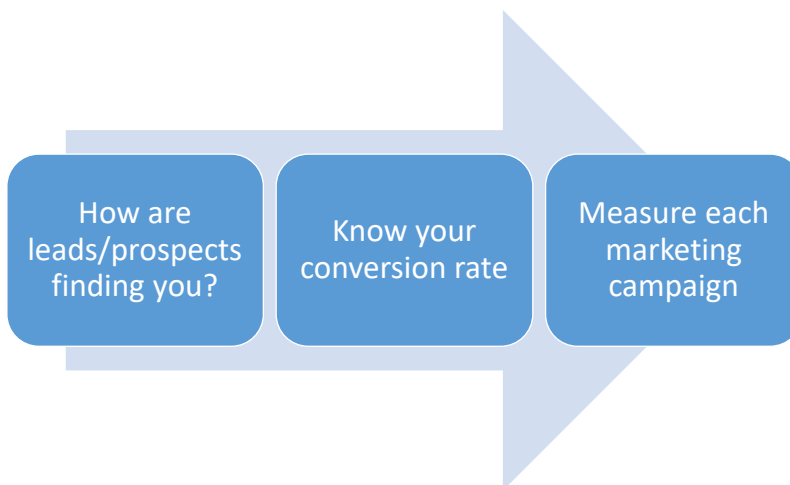 How are
leads/prospects
finding you?
Know your
conversion rate
Measure each
marketing
campaign